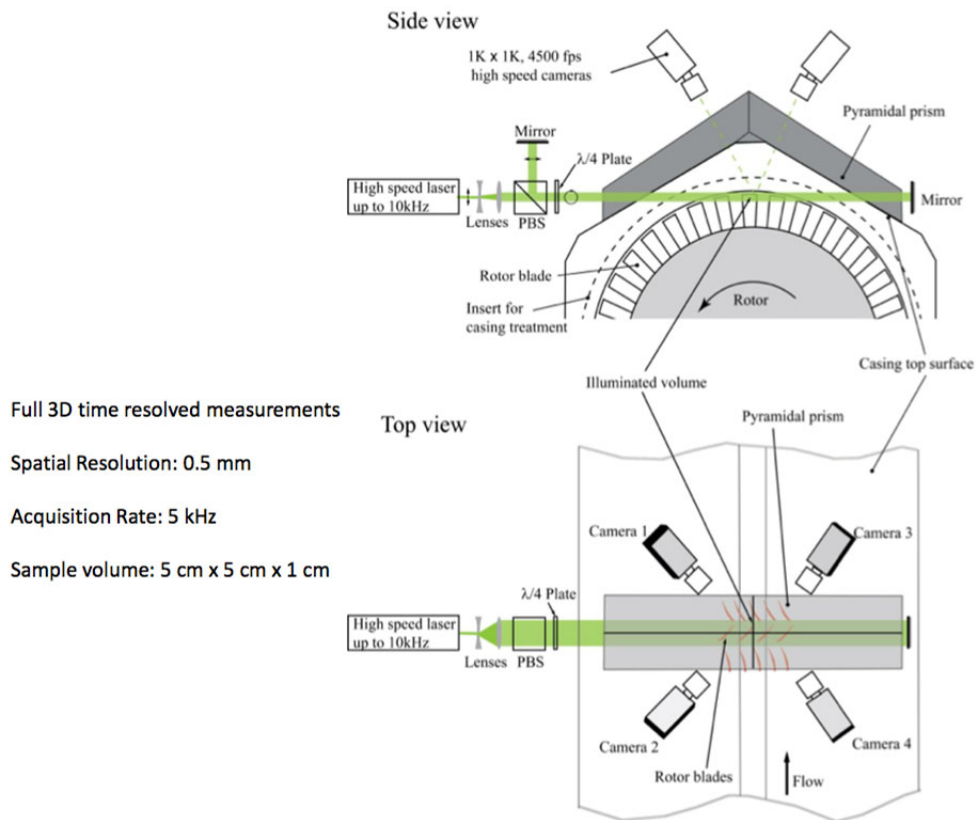 Side view
1K x 1K, 4500 fps
high speed cameras
Pyramidal prism
Mirror
λ/4 Plate
High speed laser
up to 10kHz
Lenses PBS
Mirror
Rotor blade
Insert for
casing treatment
Rotor
Casing top surface
Illuminated volume
Full 3D time resolved measurements
Spatial Resolution: 0.5 mm
Acquisition Rate: 5 kHz
Sample volume: 5 cm x 5 cm x 1 cm
Top view
Pyramidal prism
Camera 1
Camera 3
λ/4 Plate
High speed laser
up to 10kHz
Lenses PBS
Camera 2
Camera 4
Rotor blades
Flow